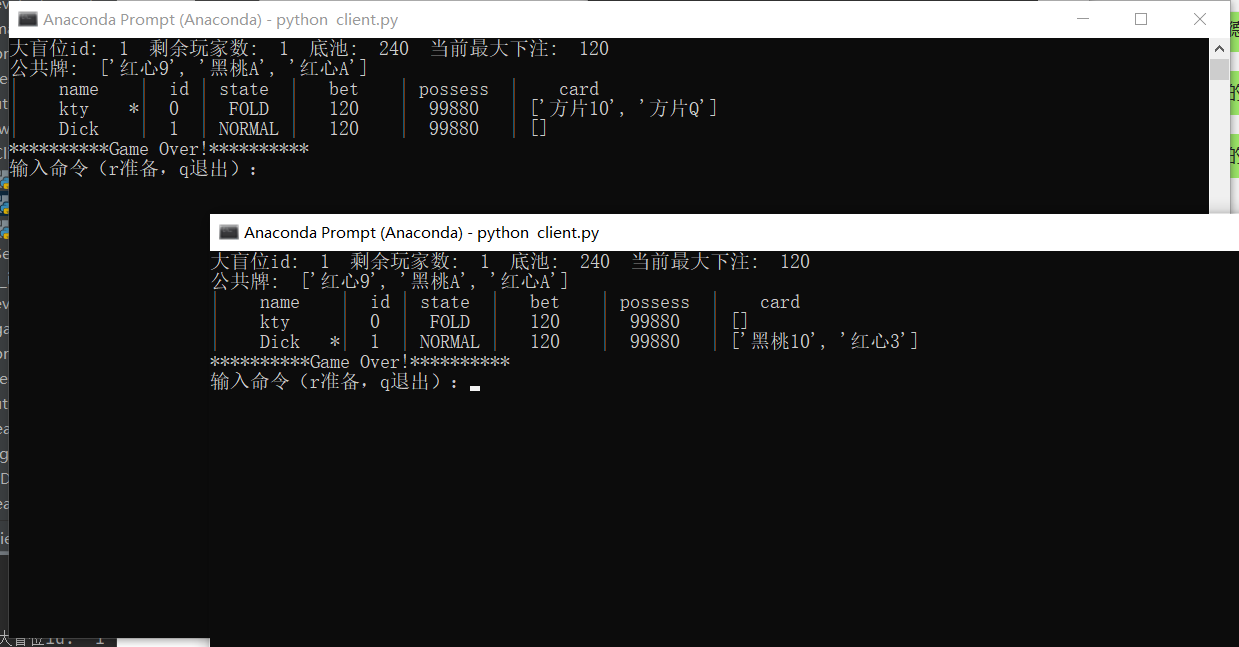 Anaconda Prompt (Anaconda) - python  client.py
大盲位id:  1  剩余玩家数:  1  底池:  240  当前最大下注:  120
公共牌:  ['红心9', '黑桃A', '红心A']
name | id | state | bet | possess | card
kty * | 0 | FOLD | 120 | 99880 | ['方片10', '方片Q']
Dick | 1 | NORMAL | 120 | 99880 | []
**********Game Over!**********
输入命令（r准备，q退出）：
Anaconda Prompt (Anaconda) - python  client.py
大盲位id:  1  剩余玩家数:  1  底池:  240  当前最大下注:  120
公共牌:  ['红心9', '黑桃A', '红心A']
name | id | state | bet | possess | card
kty | 0 | FOLD | 120 | 99880 | []
Dick * | 1 | NORMAL | 120 | 99880 | ['黑桃10', '红心3']
**********Game Over!**********
输入命令（r准备，q退出）：